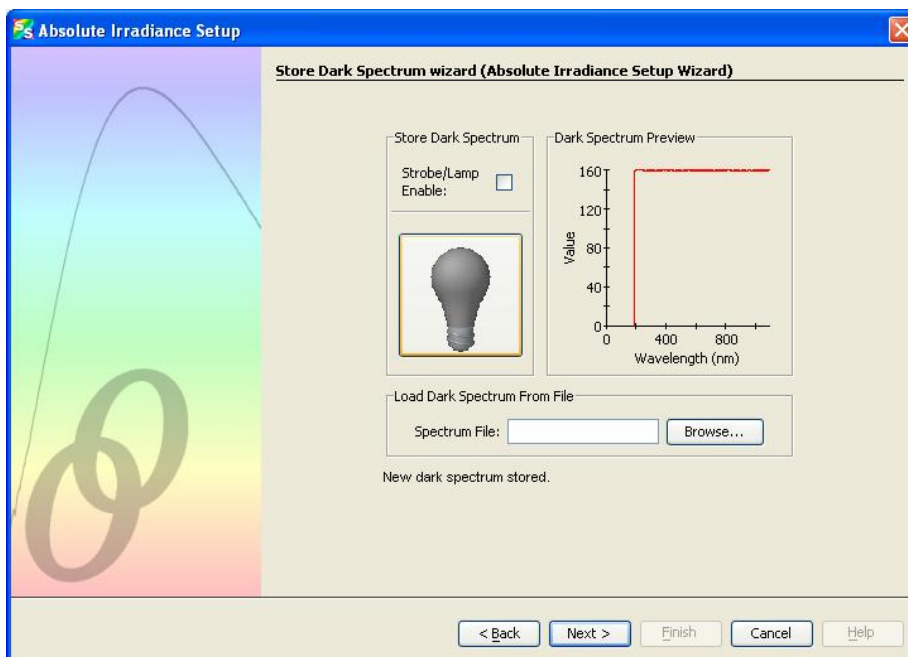 Absolute Irradiance Setup
Store Dark Spectrum wizard (Absolute Irradiance Setup Wizard)
Store Dark Spectrum
Strobe/Lamp
Enable:
Dark Spectrum Preview
160
120
80
40
0
Value
0 400 800
Wavelength (nm)
Load Dark Spectrum From File
Spectrum File:
Browse...
New dark spectrum stored.
< Back Next > Finish Cancel Help